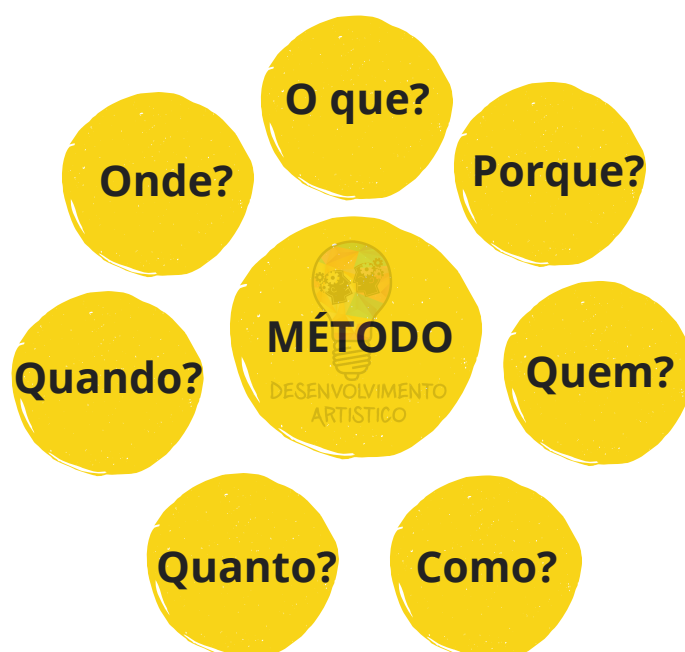 O que?
Porque?
Onde?
MÉTODO
DESENVOLVIMENTO
ARTISTICO
Quem?
Quando?
Quanto?
Como?